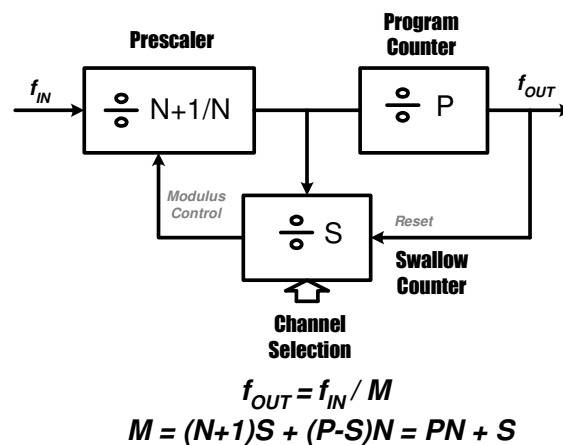 Prescaler
Program
Counter
f_IN
÷ N+1/N
÷ P
f_OUT
Modulus
Control
÷ S
Reset
Swallow
Counter
Channel
Selection
f_OUT = f_IN / M
M = (N+1)S + (P-S)N = PN + S